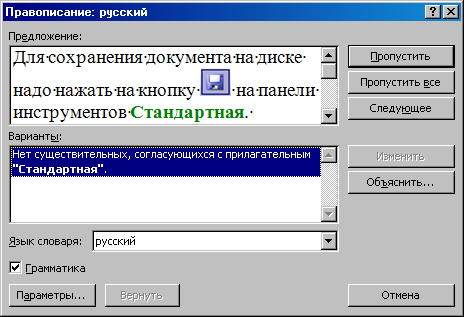 Правописание: русский
Предложение:
Для·сохранения·документа·на·диске·
надо·нажать·на·кнопку· ·на·панели·
инструментов·Стандартная.·
Пропустить
Пропустить все
Следующее
Варианты:
Нет существительных, согласующихся с прилагательным
"Стандартная".
Изменить
Объяснить...
Язык словаря: русский
Грамматика
Параметры... Вернуть Отмена